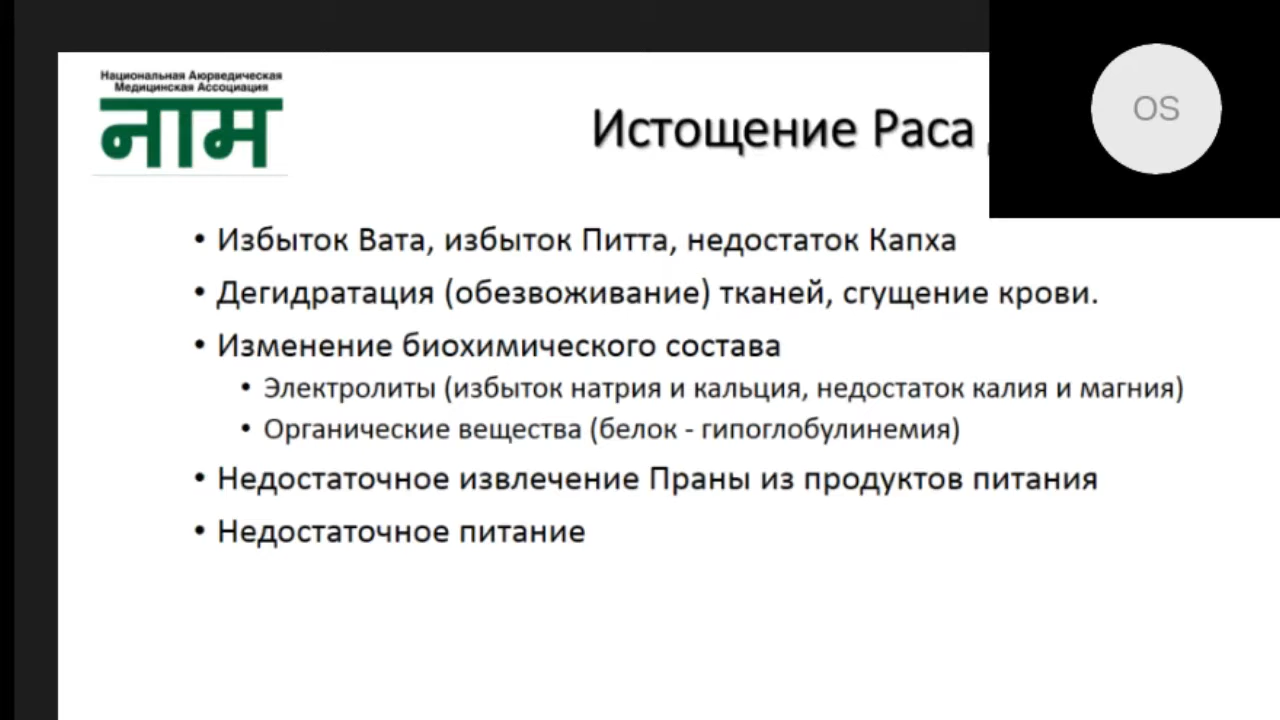 Национальная Аюрведическая
Медицинская Ассоциация
नाम
Истощение Раса
OS
• Избыток Вата, избыток Питта, недостаток Капха
• Дегидратация (обезвоживание) тканей, сгущение крови.
• Изменение биохимического состава
• Электролиты (избыток натрия и кальция, недостаток калия и магния)
• Органические вещества (белок - гипоглобулинемия)
• Недостаточное извлечение Праны из продуктов питания
• Недостаточное питание